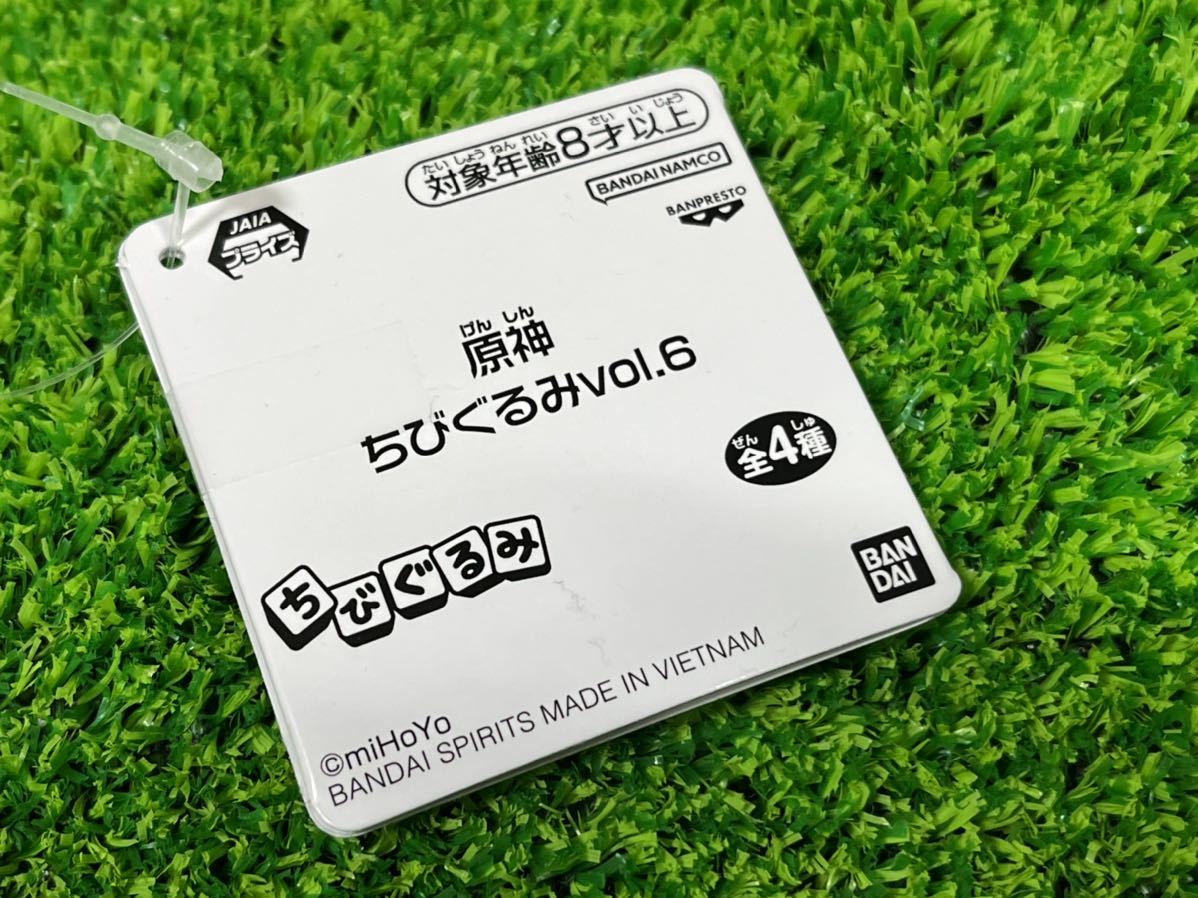 たいしょうねんれい さいいじょう
対象年齢8才以上
BANDAI NAMCO
BANPRESTO
JAIA
プライズ
げんしん
原神
ちびぐるみvol.6
ぜん しゅ
全4種
ちびぐるみ
BAN
DAI
©miHoYo
BANDAI SPIRITS MADE IN VIETNAM